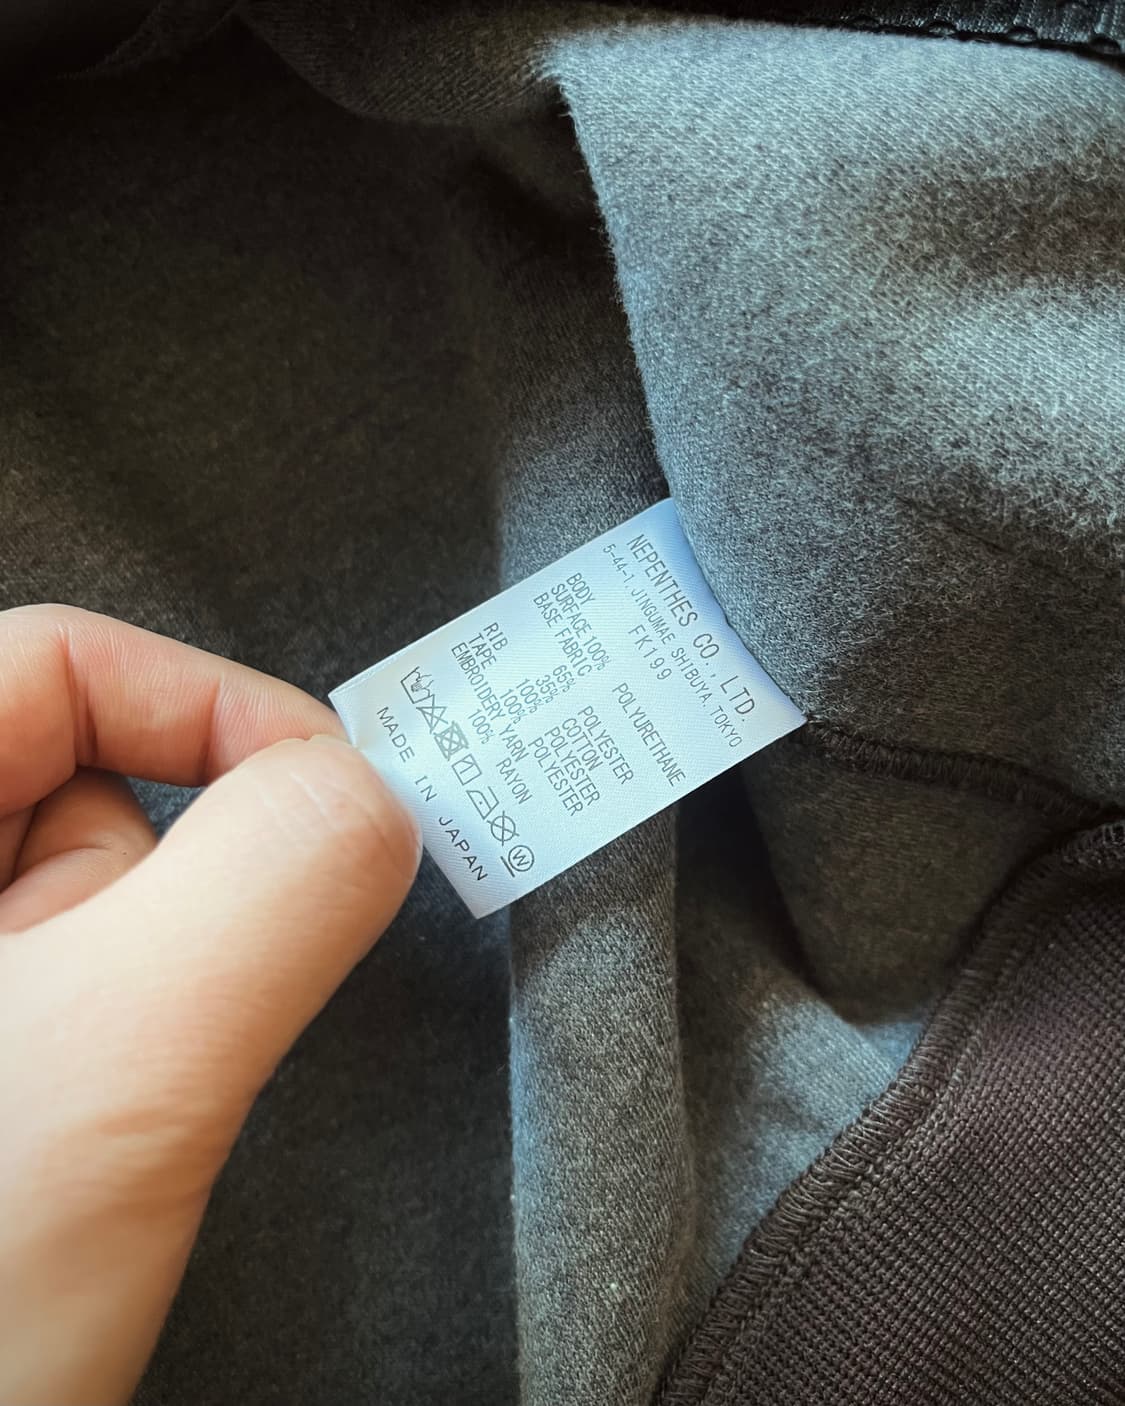 NEPENTHES CO., LTD.
5-44-1, JINGUMAE SHIBUYA, TOKYO
FK199
BODY
SURFACE 100% POLYURETHANE
BASE FABRIC
65% POLYESTER
35% COTTON
RIB 100% POLYESTER
TAPE 100% POLYESTER
EMBROIDERY YARN
100% RAYON
W
MADE IN JAPAN